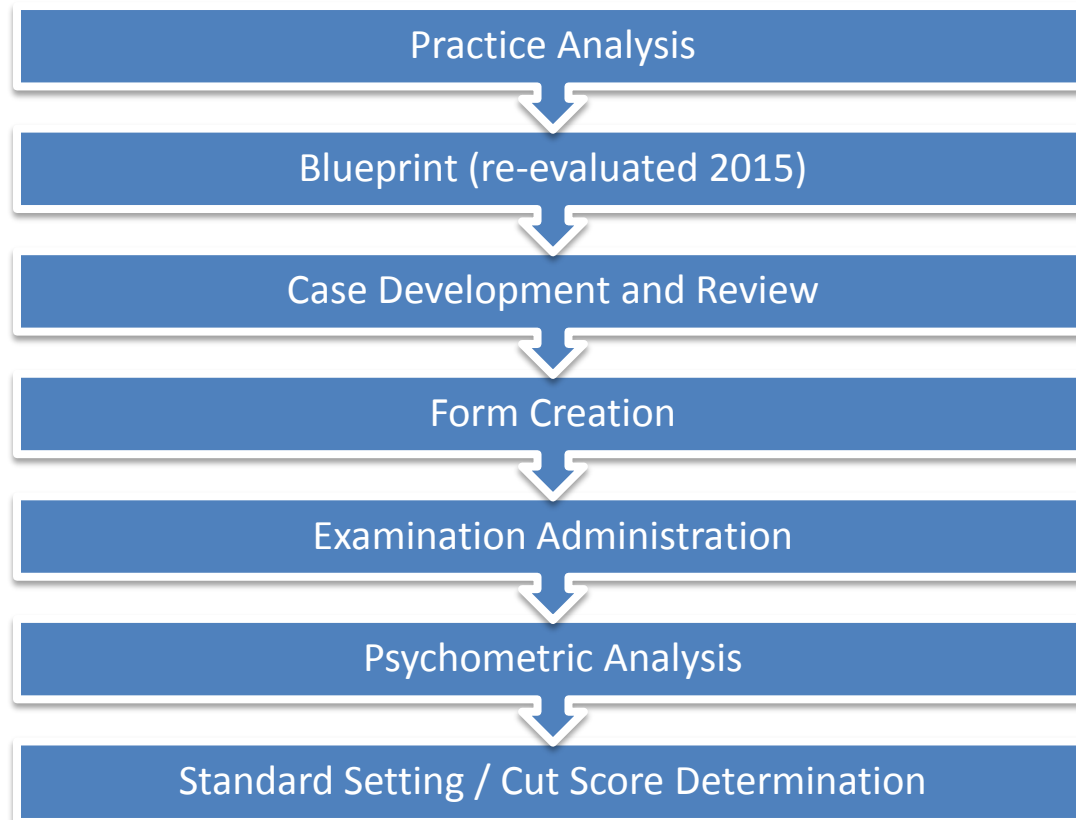 Practice Analysis
Blueprint (re-evaluated 2015)
Case Development and Review
Form Creation
Examination Administration
Psychometric Analysis
Standard Setting / Cut Score Determination